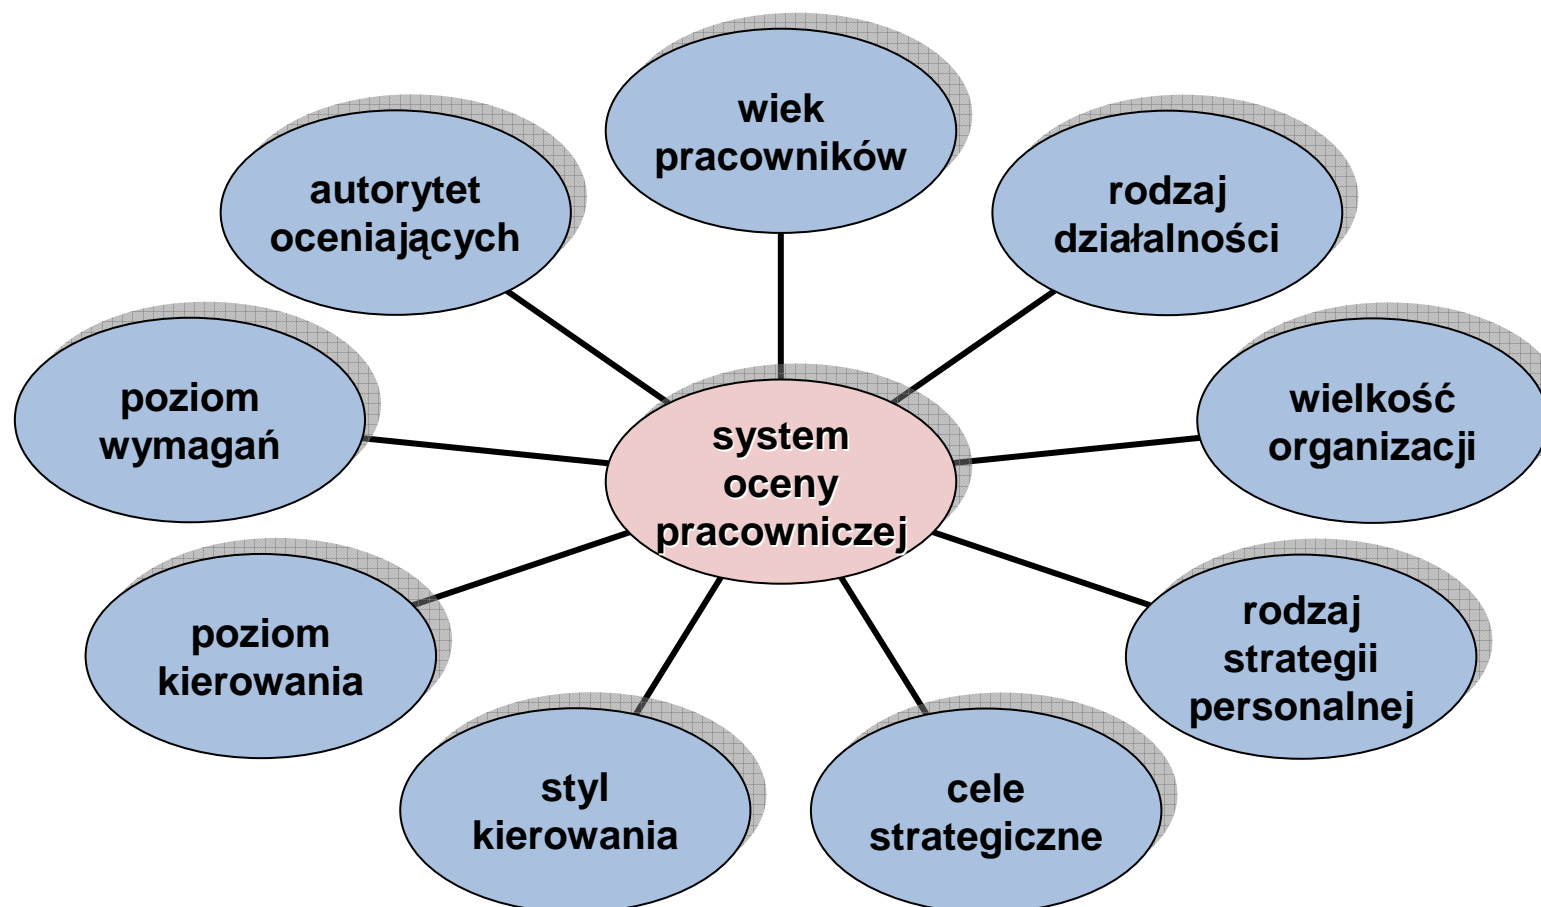 wiek
pracowników
autorytet
oceniających
rodzaj
działalności
poziom
wymagań
wielkość
organizacji
system
oceny
pracowniczej
poziom
kierowania
rodzaj
strategii
personalnej
styl
kierowania
cele
strategiczne